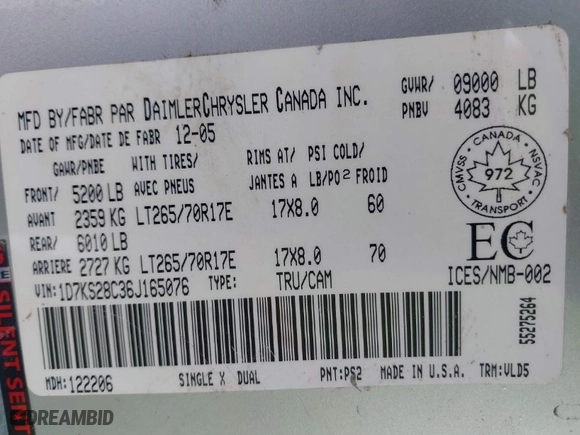 MFD BY/FABR PAR DAIMLERCHRYSLER CANADA INC.
GVWR/ 09000 LB
PNBV 4083 KG
DATE OF MFG/DATE DE FABR 12-05
GAWR/PNBE WITH TIRES/ RIMS AT/ PSI COLD/
AVEC PNEUS JANTES A LB/PO2 FROID
FRONT/ 5200 LB
AVANT 2359 KG LT265/70R17E 17X8.0 60
REAR/ 6010 LB
ARRIERE 2727 KG LT265/70R17E 17X8.0 70
CANADA
CMVSS NSVAC
972
TRANSPORT
EC
ICES/NMB-002
VIN: 1D7KS28C36J165076 TYPE: TRU/CAM
55275264
MDH: 122206 SINGLE X DUAL PNT: PS2 MADE IN U.S.A. TRM: VLD5
SILENT SENT
DREAMBID